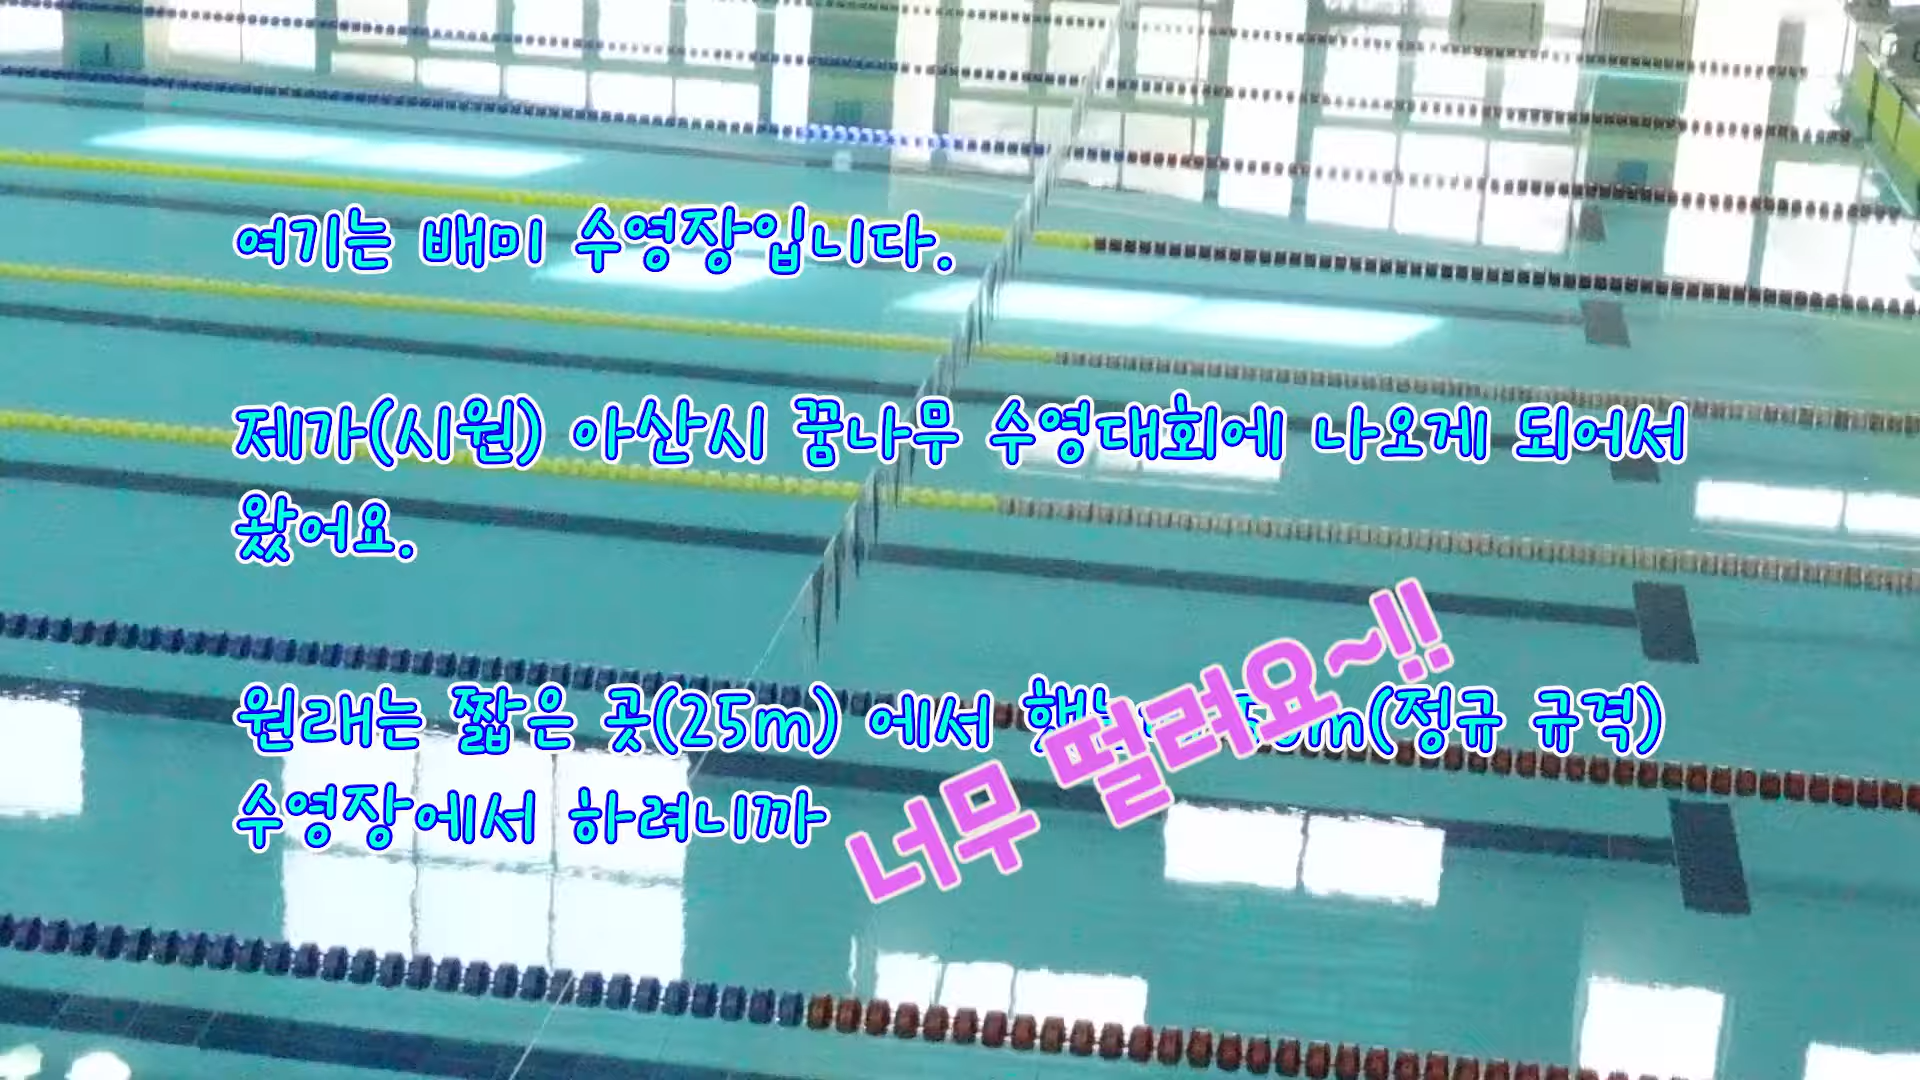 여기는 배미 수영장입니다.
제가(시원) 아산시 꿈나무 수영대회에 나오게 되어서
왔어요.
원래는 짧은 곳(25m) 에서 (정규 규격)
수영장에서 하려니까
너무 떨려요~!!